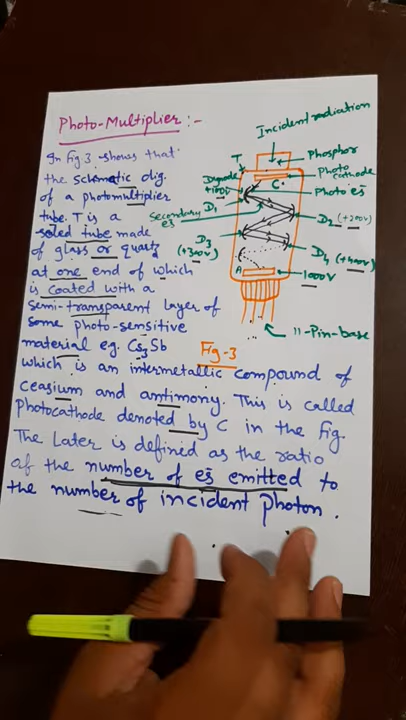 Photo-Multiplier :-
In Fig.3 shows that
the schematic dig.
of a photomultiplier
tube. T is a
seled tube made
of glass or quartz
at one end of which
is coated with a
semi-transparent layer of
some photo-sensitive
material eg. Cs3Sb
which is an intermetallic compound of
ceasium and antimony. This is called
Photocathode denoted by C in the Fig.
The Later is defined as the ratio
of the number of es̄ emitted to
the number of incident photon.
Incident radiation
Phosphor
T
Photo
cathode
C
Photo es̄
Dynode
+100V
D1
Secondary
es̄
D2 (+200V)
D3
(+300V)
D4 (+400V)
A
1000V
11-Pin-base
Fig-3